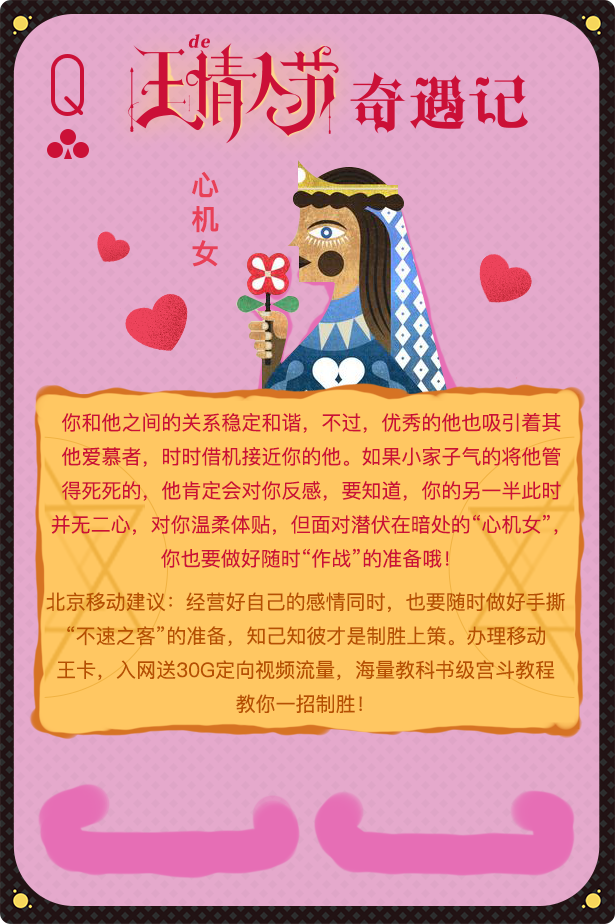 Q
王de情人节 奇遇记
心机女
你和他之间的关系稳定和谐，不过，优秀的他也吸引着其
他爱慕者，时时借机接近你的他。如果小家子气的将他管
得死死的，他肯定会对你反感，要知道，你的另一半此时
并无二心，对你温柔体贴，但面对潜伏在暗处的“心机女”，
你也要做好随时“作战”的准备哦！
北京移动建议：经营好自己的感情同时，也要随时做好手撕
“不速之客”的准备，知己知彼才是制胜上策。办理移动
王卡，入网送30G定向视频流量，海量教科书级宫斗教程
教你一招制胜！